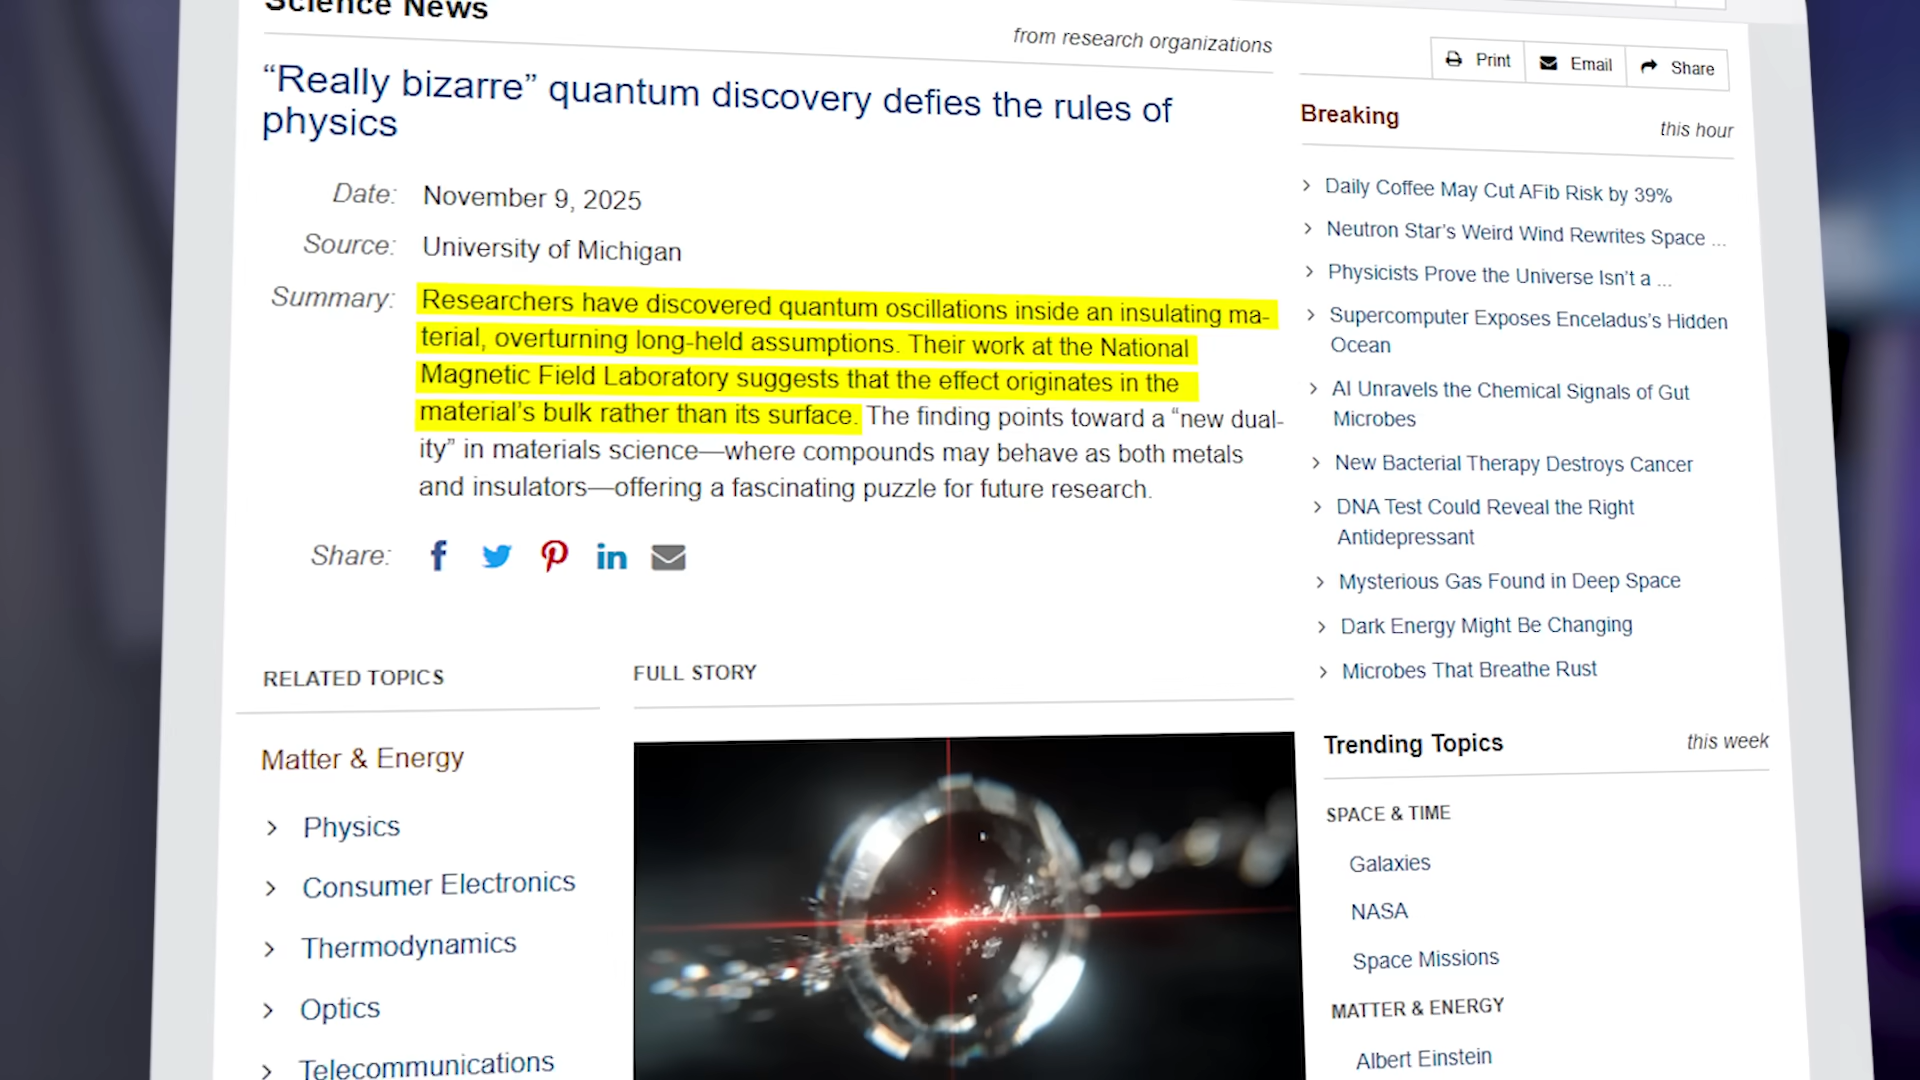 Science News
from research organizations
“Really bizarre” quantum discovery defies the rules of
physics
Date: November 9, 2025
Source: University of Michigan
Summary: Researchers have discovered quantum oscillations inside an insulating ma-
terial, overturning long-held assumptions. Their work at the National
Magnetic Field Laboratory suggests that the effect originates in the
material's bulk rather than its surface. The finding points toward a “new dual-
ity” in materials science—where compounds may behave as both metals
and insulators—offering a fascinating puzzle for future research.
Share:
RELATED TOPICS
Matter & Energy
Physics
Consumer Electronics
Thermodynamics
Optics
Telecommunications
FULL STORY
Print Email Share
Breaking
this hour
Daily Coffee May Cut AFib Risk by 39%
Neutron Star's Weird Wind Rewrites Space ...
Physicists Prove the Universe Isn't a ...
Supercomputer Exposes Enceladus's Hidden
Ocean
AI Unravels the Chemical Signals of Gut
Microbes
New Bacterial Therapy Destroys Cancer
DNA Test Could Reveal the Right
Antidepressant
Mysterious Gas Found in Deep Space
Dark Energy Might Be Changing
Microbes That Breathe Rust
Trending Topics
this week
SPACE & TIME
Galaxies
NASA
Space Missions
MATTER & ENERGY
Albert Einstein